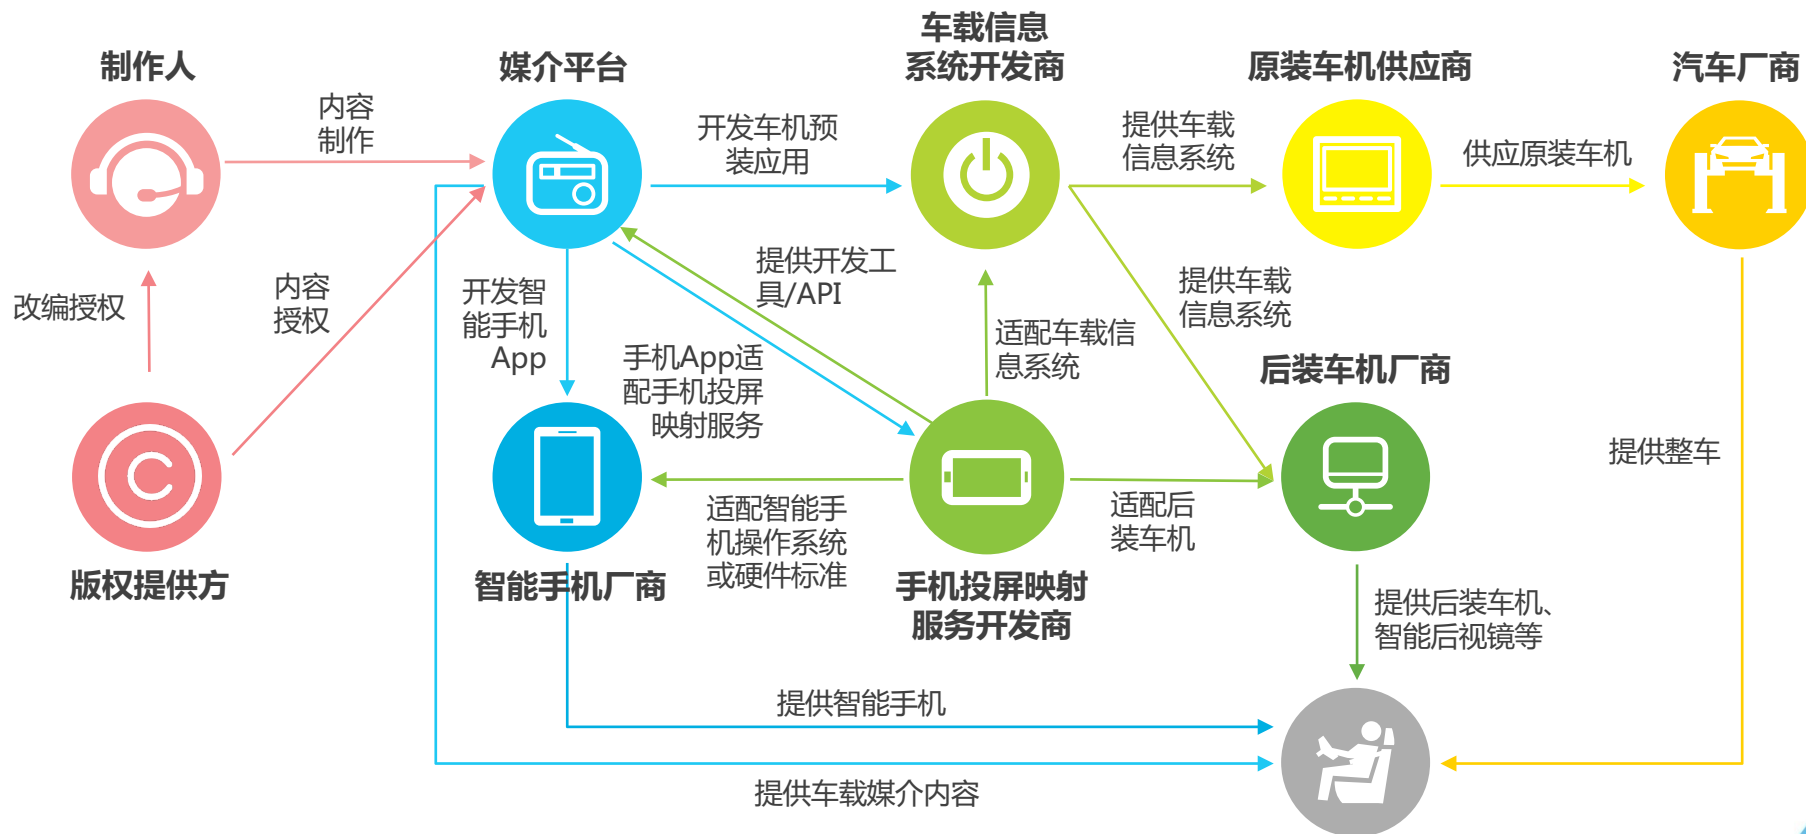 车载信息
系统开发商
制作人
媒介平台
原装车机供应商
汽车厂商
内容
制作
开发车机预
装应用
提供车载
信息系统
供应原装车机
改编授权
内容
授权
开发智
能手机
App
提供开发工
具/API
手机App适
配手机投屏
映射服务
适配车载信
息系统
提供车载
信息系统
后装车机厂商
提供整车
适配智能手
机操作系统
或硬件标准
适配后
装车机
版权提供方
智能手机厂商
手机投屏映射
服务开发商
提供后装车机、
智能后视镜等
提供智能手机
提供车载媒介内容